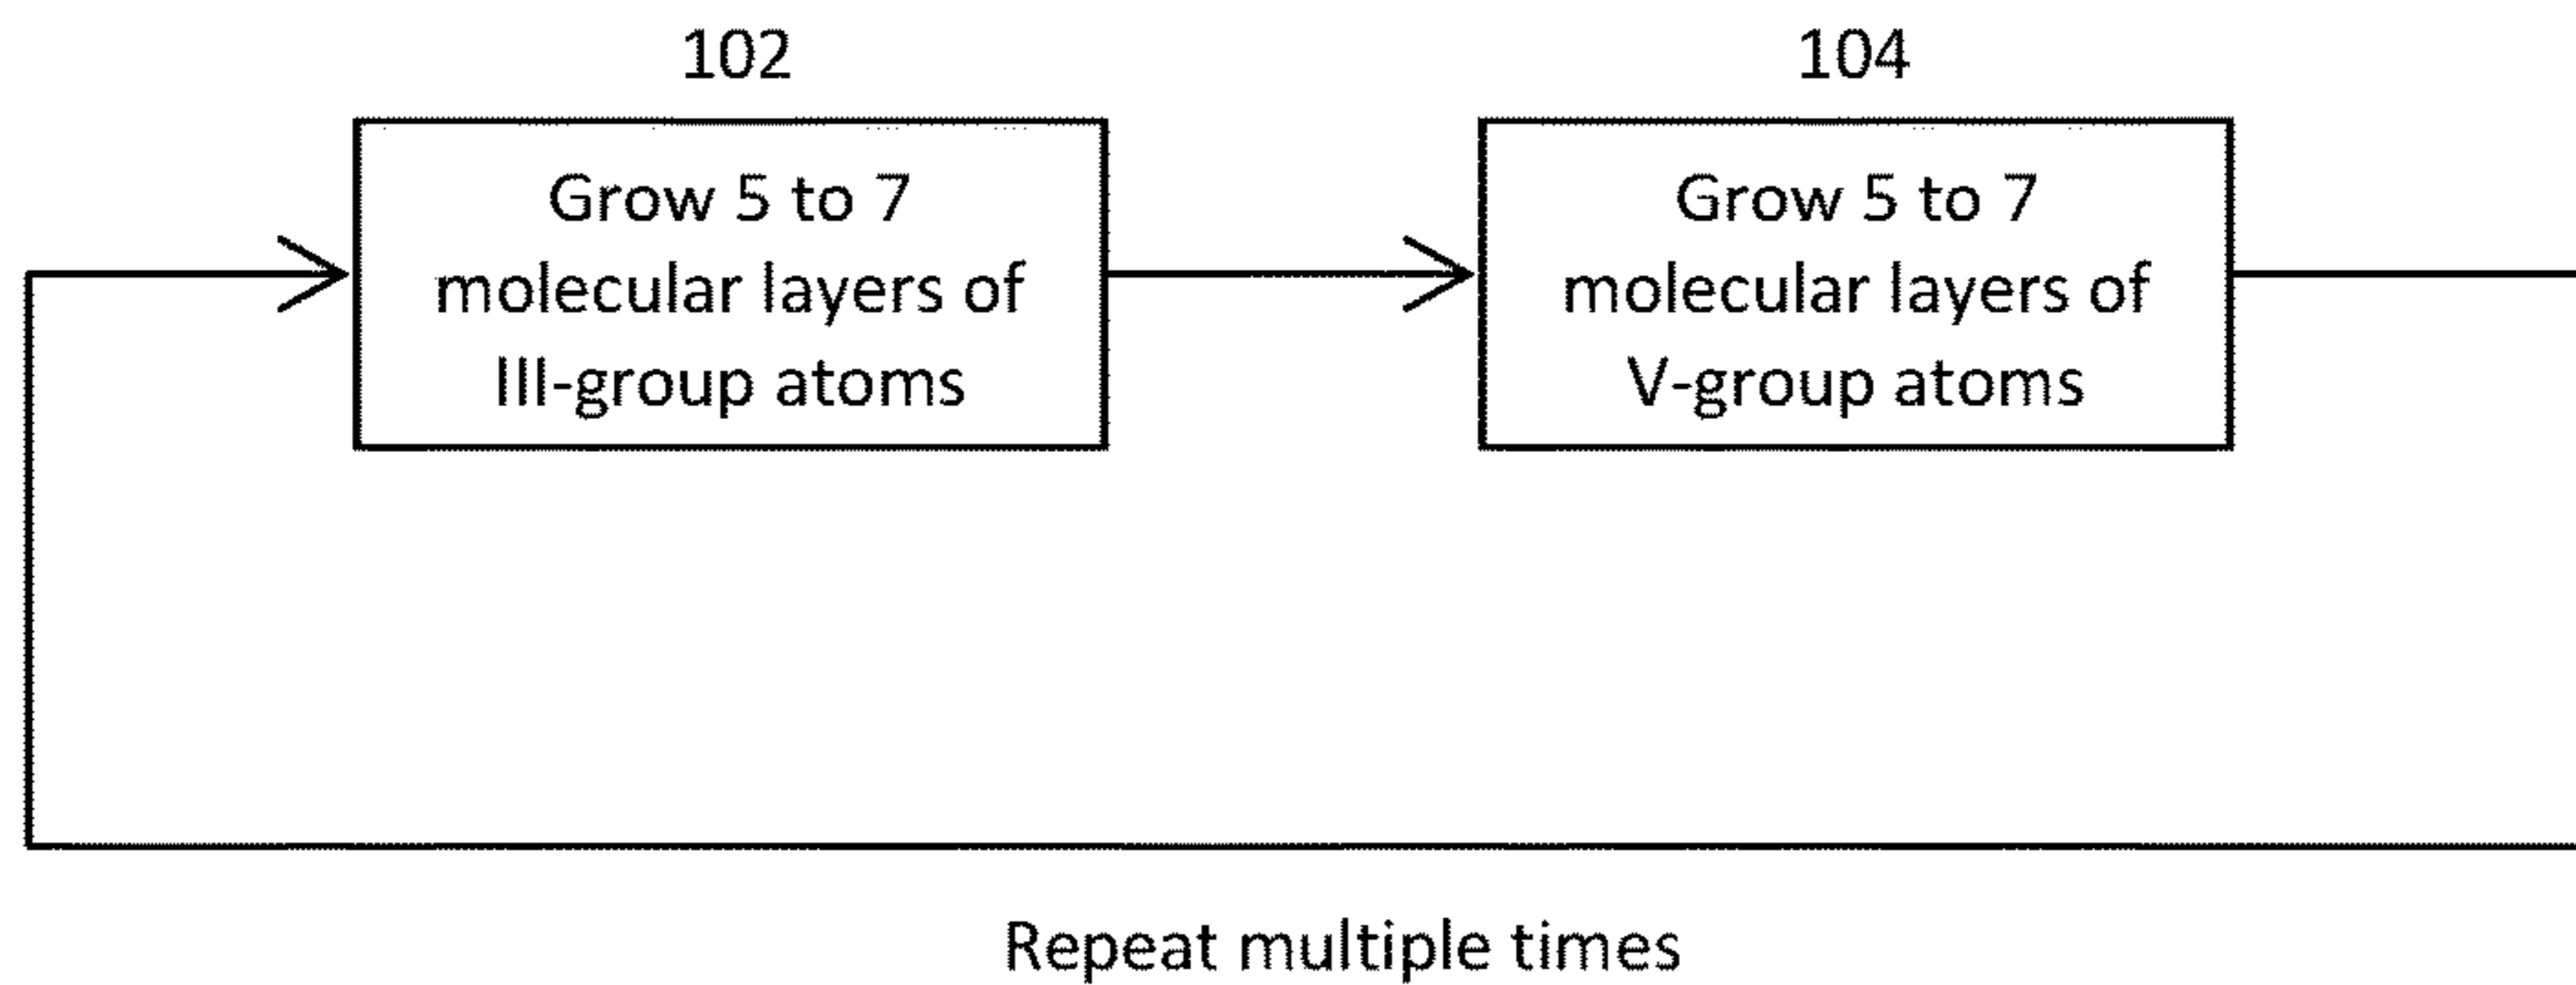 102
Grow 5 to 7
molecular layers of
III-group atoms
104
Grow 5 to 7
molecular layers of
V-group atoms
Repeat multiple times